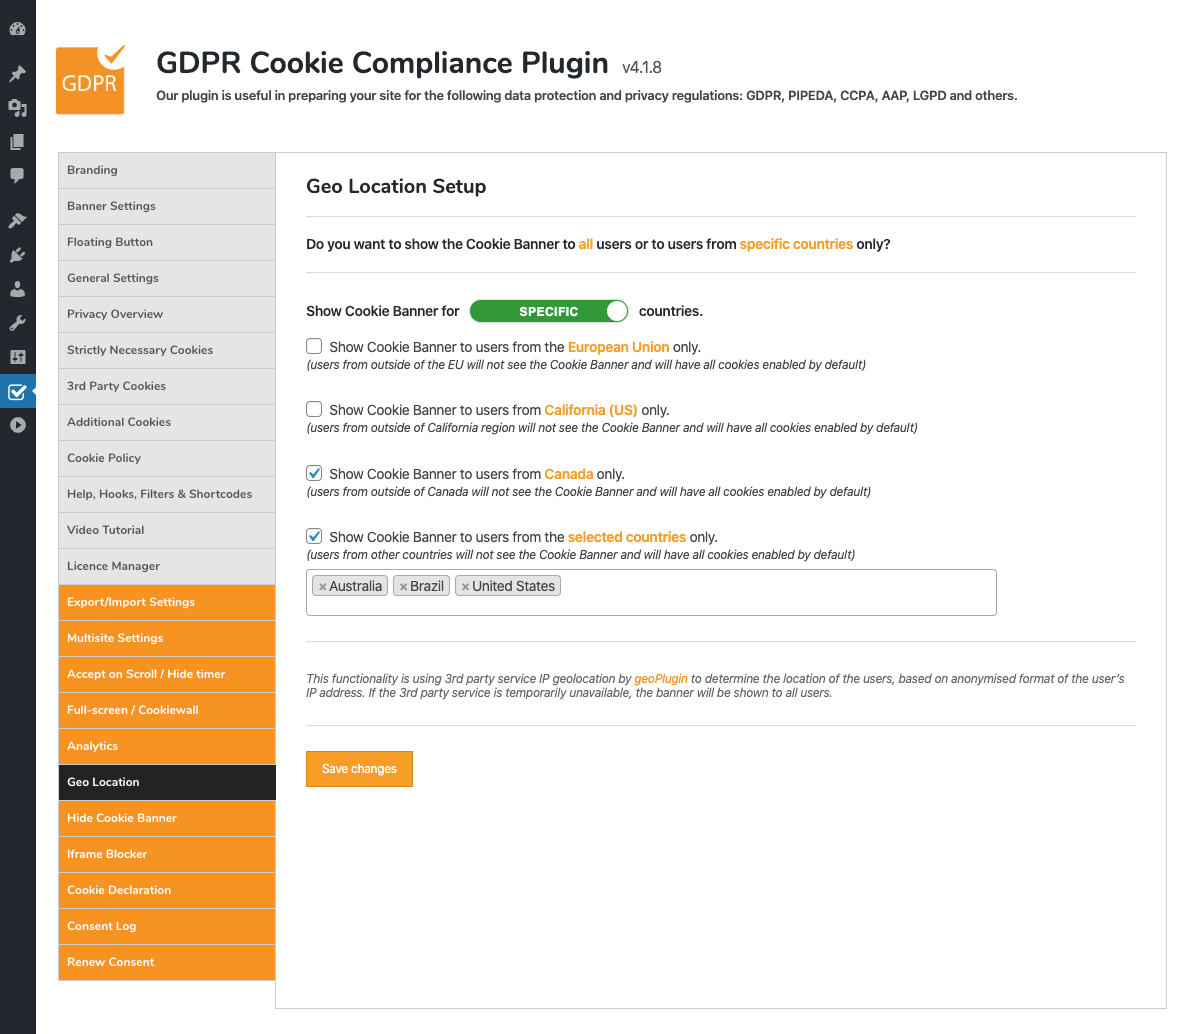 GDPR
GDPR Cookie Compliance Plugin v4.1.8
Our plugin is useful in preparing your site for the following data protection and privacy regulations: GDPR, PIPEDA, CCPA, AAP, LGPD and others.
Branding
Banner Settings
Floating Button
General Settings
Privacy Overview
Strictly Necessary Cookies
3rd Party Cookies
Additional Cookies
Cookie Policy
Help, Hooks, Filters & Shortcodes
Video Tutorial
Licence Manager
Export/Import Settings
Multisite Settings
Accept on Scroll / Hide timer
Full-screen / Cookiewall
Analytics
Geo Location
Hide Cookie Banner
Iframe Blocker
Cookie Declaration
Consent Log
Renew Consent
Geo Location Setup
Do you want to show the Cookie Banner to all users or to users from specific countries only?
Show Cookie Banner for SPECIFIC countries.
Show Cookie Banner to users from the European Union only.
(users from outside of the EU will not see the Cookie Banner and will have all cookies enabled by default)
Show Cookie Banner to users from California (US) only.
(users from outside of California region will not see the Cookie Banner and will have all cookies enabled by default)
Show Cookie Banner to users from Canada only.
(users from outside of Canada will not see the Cookie Banner and will have all cookies enabled by default)
Show Cookie Banner to users from the selected countries only.
(users from other countries will not see the Cookie Banner and will have all cookies enabled by default)
×Australia ×Brazil ×United States
This functionality is using 3rd party service IP geolocation by geoPlugin to determine the location of the users, based on anonymised format of the user's
IP address. If the 3rd party service is temporarily unavailable, the banner will be shown to all users.
Save changes